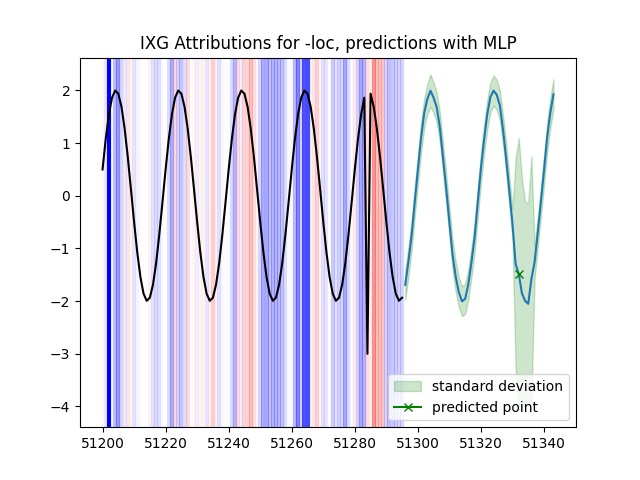 IXG Attributions for -loc, predictions with MLP
2
1
0
−1
−2
−3
−4
standard deviation
predicted point
51200 51220 51240 51260 51280 51300 51320 51340